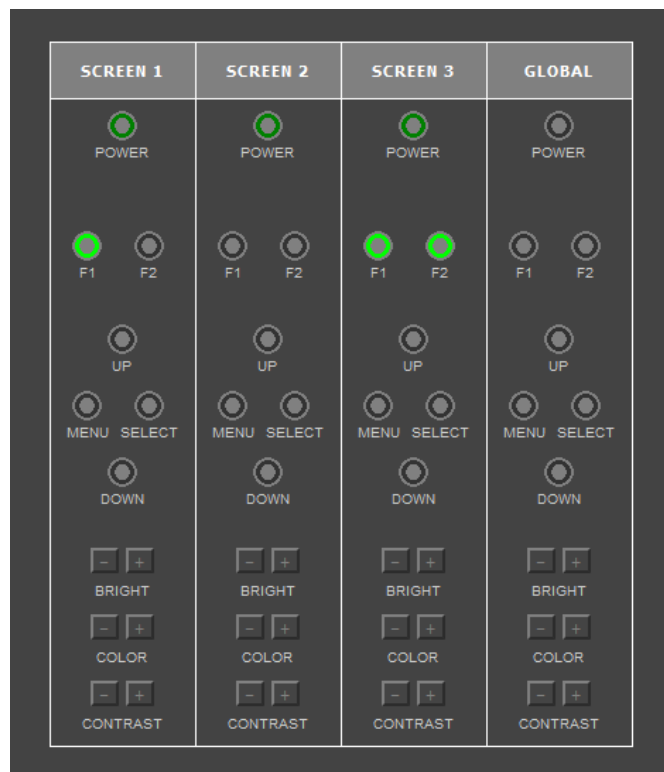 SCREEN 1 SCREEN 2 SCREEN 3 GLOBAL
POWER POWER POWER POWER
F1 F2 F1 F2 F1 F2 F1 F2
UP UP UP UP
MENU SELECT MENU SELECT MENU SELECT MENU SELECT
DOWN DOWN DOWN DOWN
- + - + - + - +
BRIGHT BRIGHT BRIGHT BRIGHT
- + - + - + - +
COLOR COLOR COLOR COLOR
- + - + - + - +
CONTRAST CONTRAST CONTRAST CONTRAST